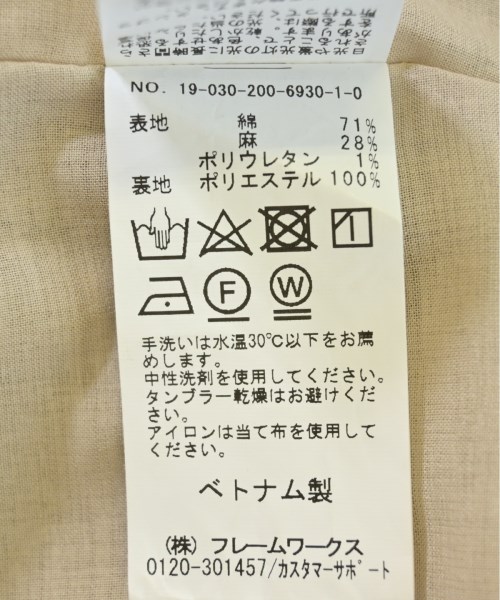 NO. 19-030-200-6930-1-0
表地 綿 71%
麻 28%
ポリウレタン 1%
裏地 ポリエステル 100%
F W
手洗いは水温30℃以下をお薦
めします。
中性洗剤を使用してください。
タンブラー乾燥はお避けくださ
い。
アイロンは当て布を使用して
ください。
ベトナム製
(株) フレームワークス
0120-301457/カスタマーサポート